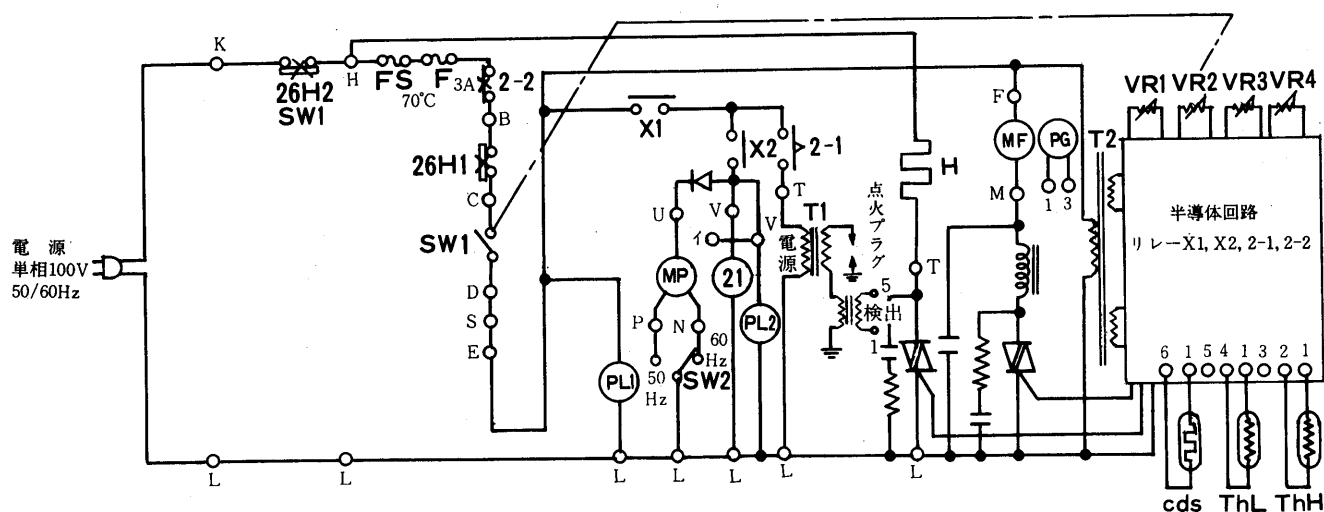 電源
単相100V
50/60Hz
K
26H2
SW1
H
FS
70℃
F
3A
2-2
B
26H1
C
SW1
D
S
E
L
L
X1
X2
2-1
U
V
V
イ
T
MP
21
PL2
P
N
60
Hz
50
Hz
SW2
PL1
L
L
L
L
T1
電源
点火プラグ
検出
5
1
H
T
L
F
MF
PG
1
3
M
T2
VR1
VR2
VR3
VR4
半導体回路
リレーX1, X2, 2-1, 2-2
6 1 5 4 1 3 2 1
cds
ThL
ThH